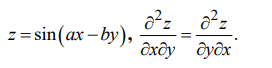 z = sin(ax − by), ∂²z/∂x∂y = ∂²z/∂y∂x.